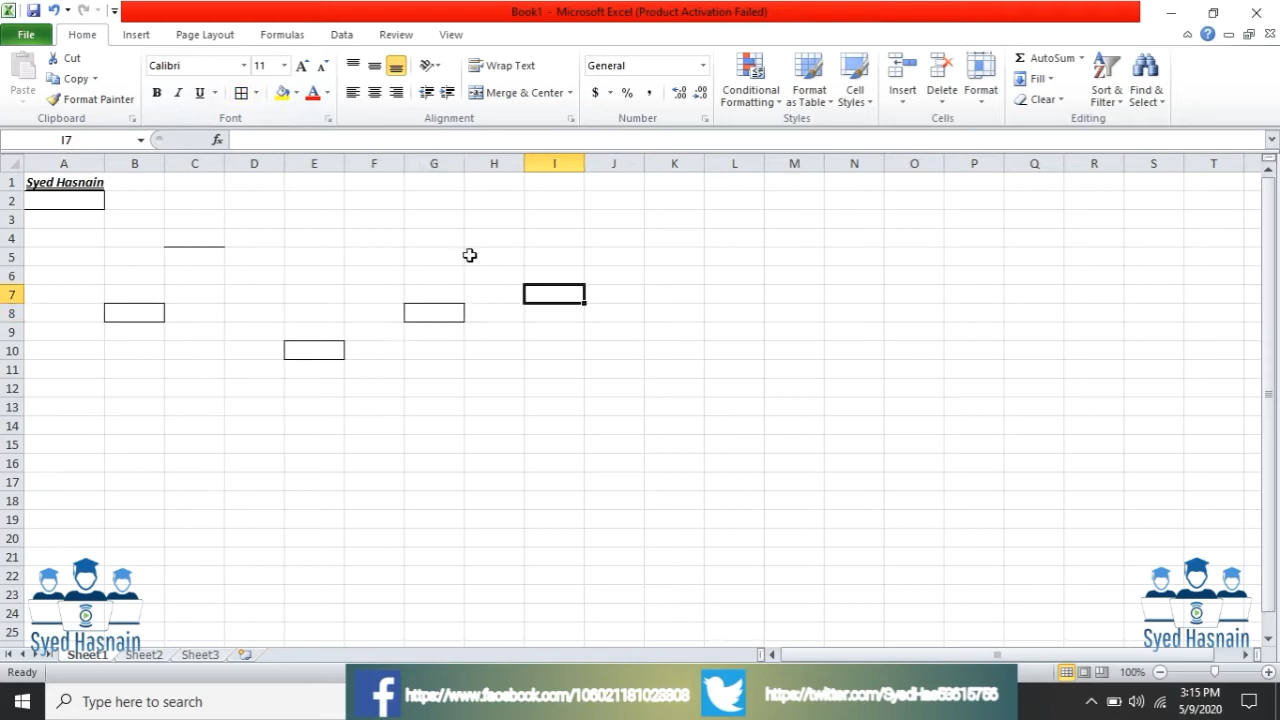 Book1 - Microsoft Excel (Product Activation Failed)
File Home Insert Page Layout Formulas Data Review View
Paste
Cut
Copy
Format Painter
Clipboard
Calibri 11 A A
B I U A
Font
Wrap Text
Merge & Center
Alignment
General
$ % , .0 .00 .00 .0
Number
Conditional Formatting
Format as Table
Cell Styles
Styles
Insert Delete Format
Cells
Σ AutoSum
Fill
Clear
Sort & Filter
Find & Select
Editing
I7 fx
A B C D E F G H I J K L M N O P Q R S T
1 Syed Hasnain
2
3
4
5
6
7
8
9
10
11
12
13
14
15
16
17
18
19
20
21
22
23
24
25
Syed Hasnain
Syed Hasnain
Sheet1 Sheet2 Sheet3
Ready 100%
Type here to search
https://www.facebook.com/106021181023808
3:15 PM
5/9/2020